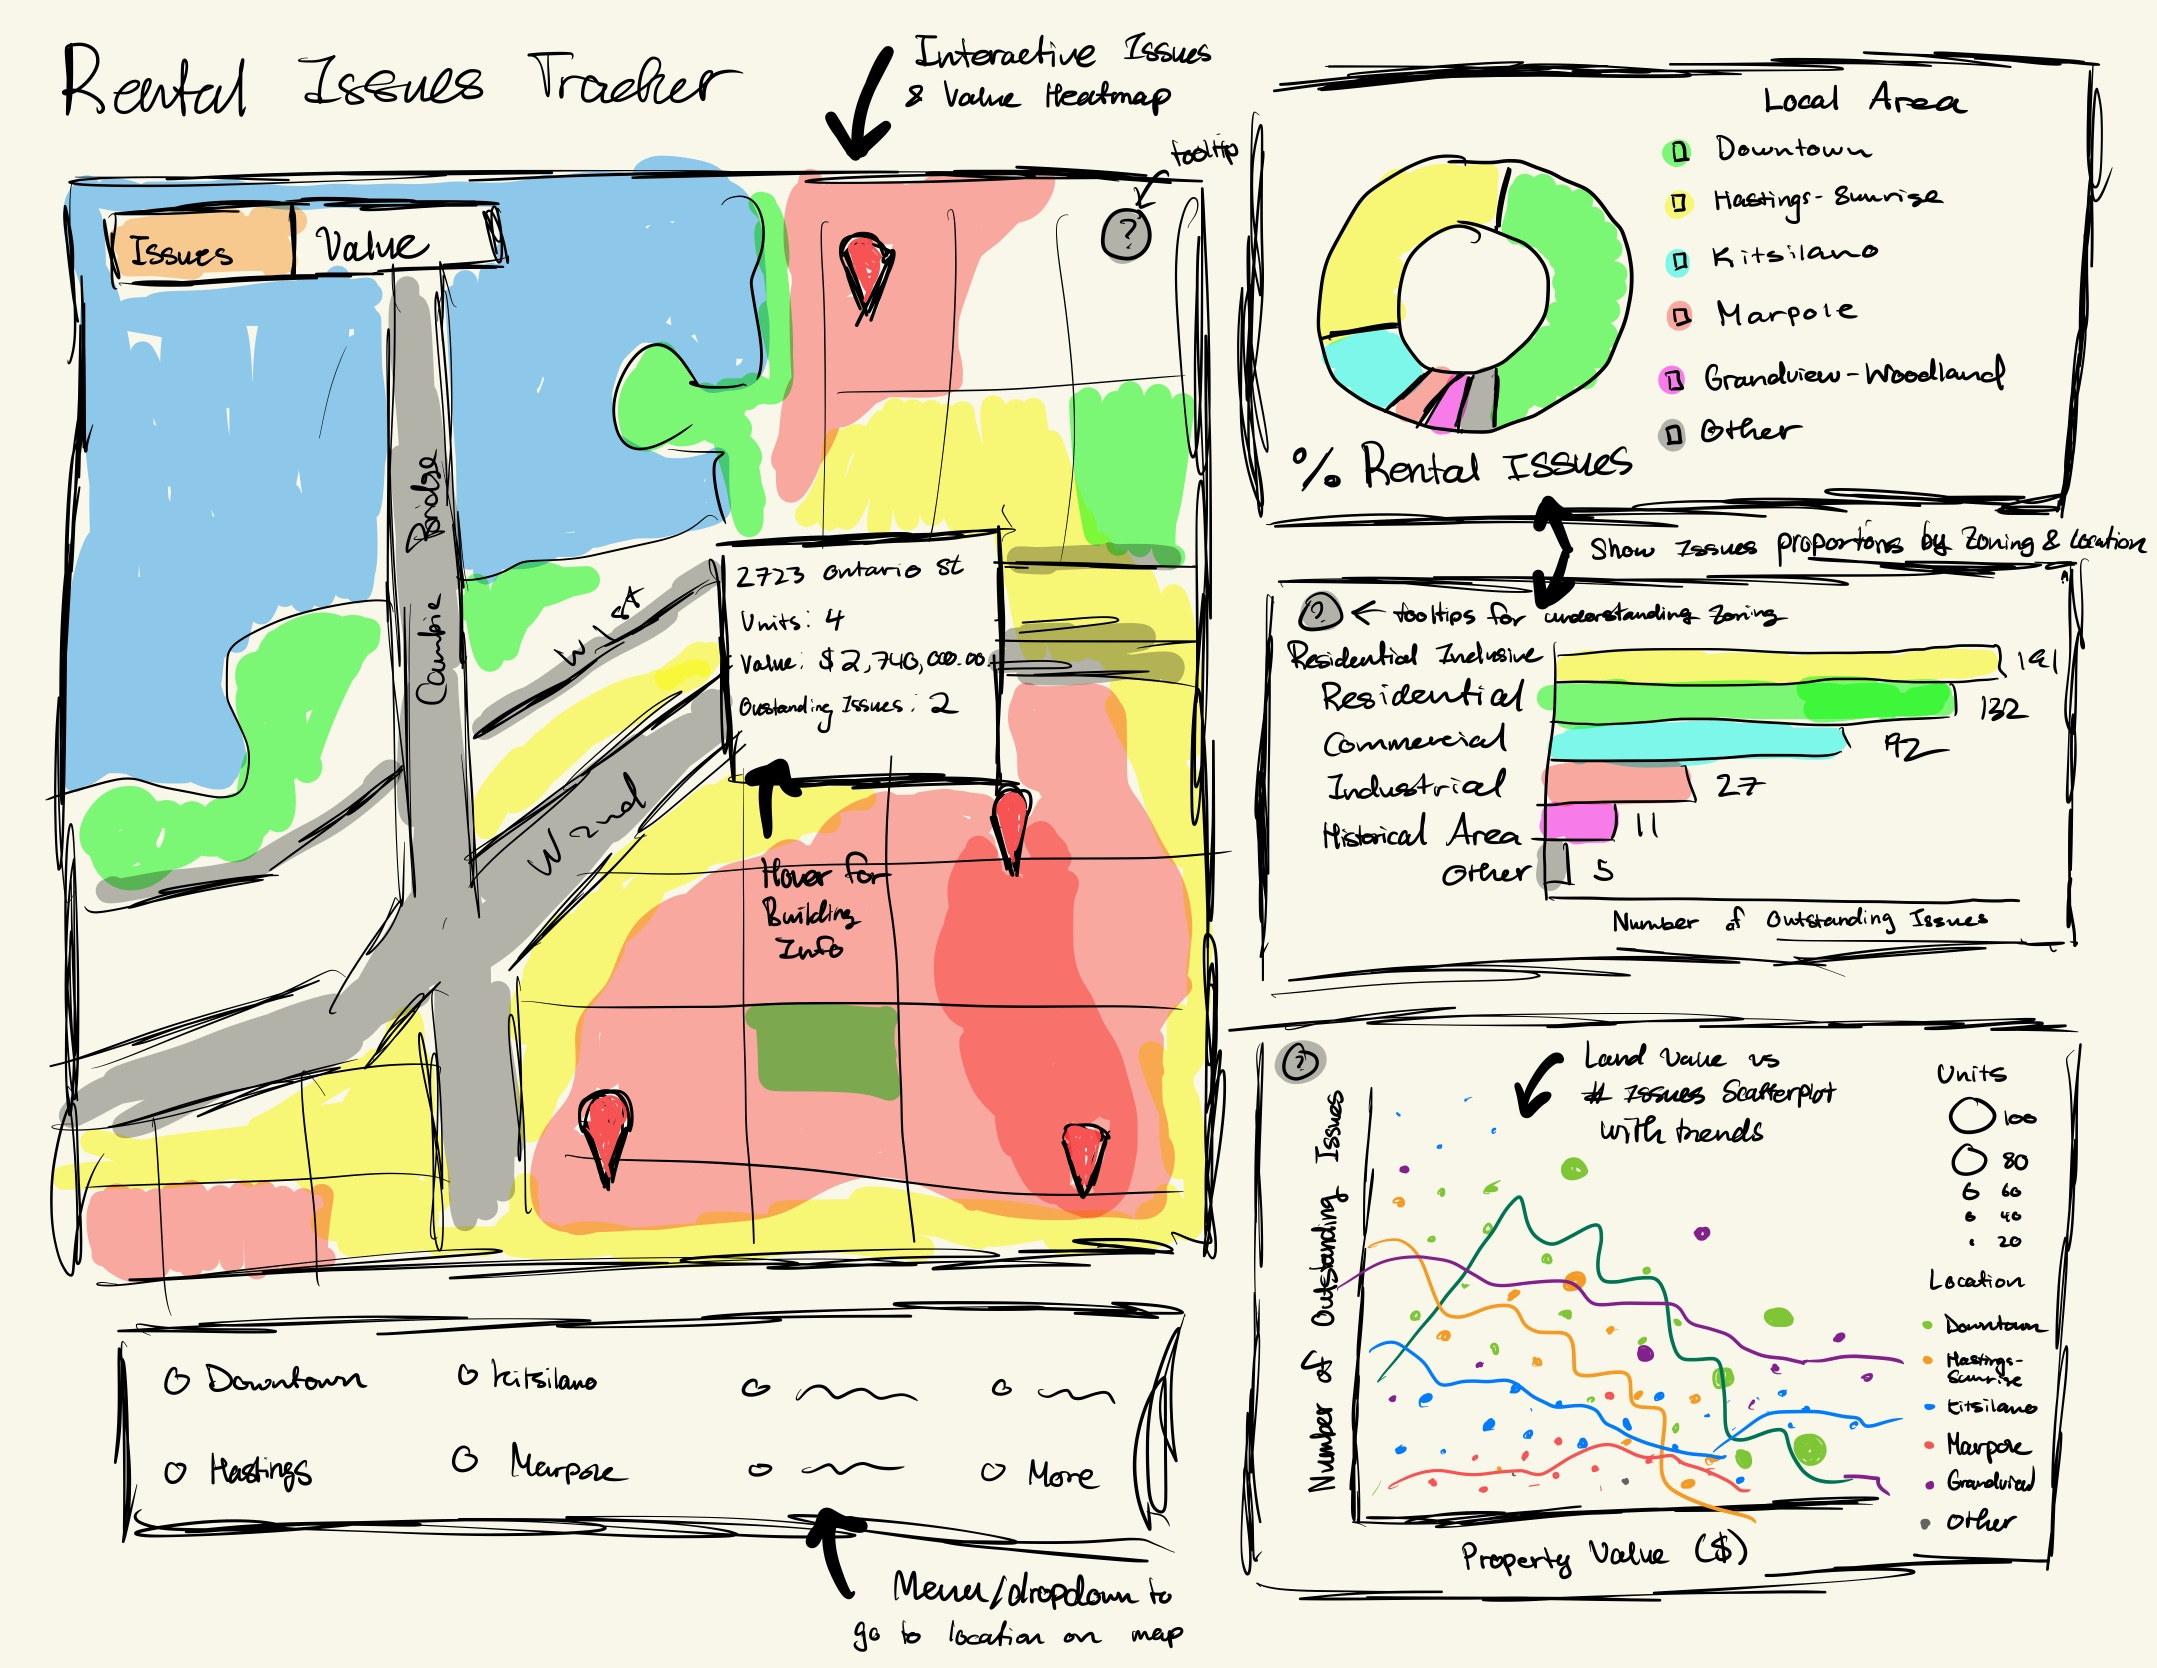 Rental Issues Tracker
Interactive Issues
& Value Heatmap
tooltip
Issues
Value
?
Cambie Bridge
W 1st
W 2nd
2723 Ontario St
Units: 4
Value: $2,740,000.00
Outstanding Issues: 2
Hover for
Building
Info
Downtown
Kitsilano
Hastings
Marpole
More
Menu/dropdown to
go to location on map
Local Area
Downtown
Hastings-Sunrise
Kitsilano
Marpole
Grandview-Woodland
Other
% Rental Issues
Show Issues proportions by Zoning & Location
?
← tooltips for understanding Zoning
Residential Inclusive
191
Residential
132
Commercial
92
Industrial
27
Historical Area
11
Other
5
Number of Outstanding Issues
?
Land Value vs
# Issues Scatterplot
with trends
Number of Outstanding Issues
Property Value ($)
Units
100
80
60
40
20
Location
Downtown
Hastings-
Sunrise
Kitsilano
Marpole
Grandview
Other